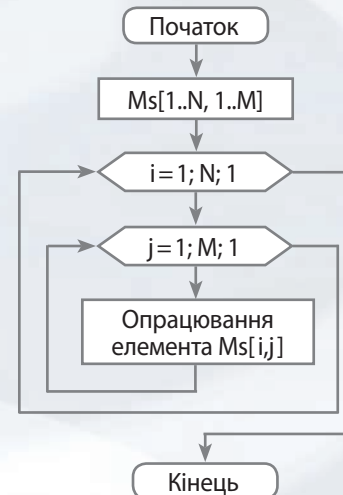 Початок
Ms[1..N, 1..M]
i = 1; N; 1
j = 1; M; 1
Опрацювання
елемента Ms[i,j]
Кінець